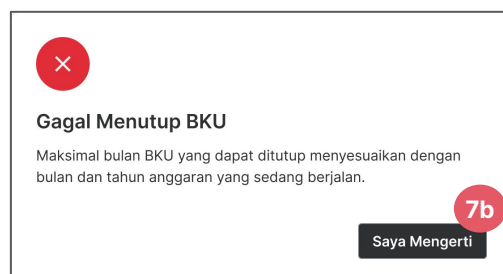 Gagal Menutup BKU
Maksimal bulan BKU yang dapat ditutup menyesuaikan dengan
bulan dan tahun anggaran yang sedang berjalan.
7b
Saya Mengerti